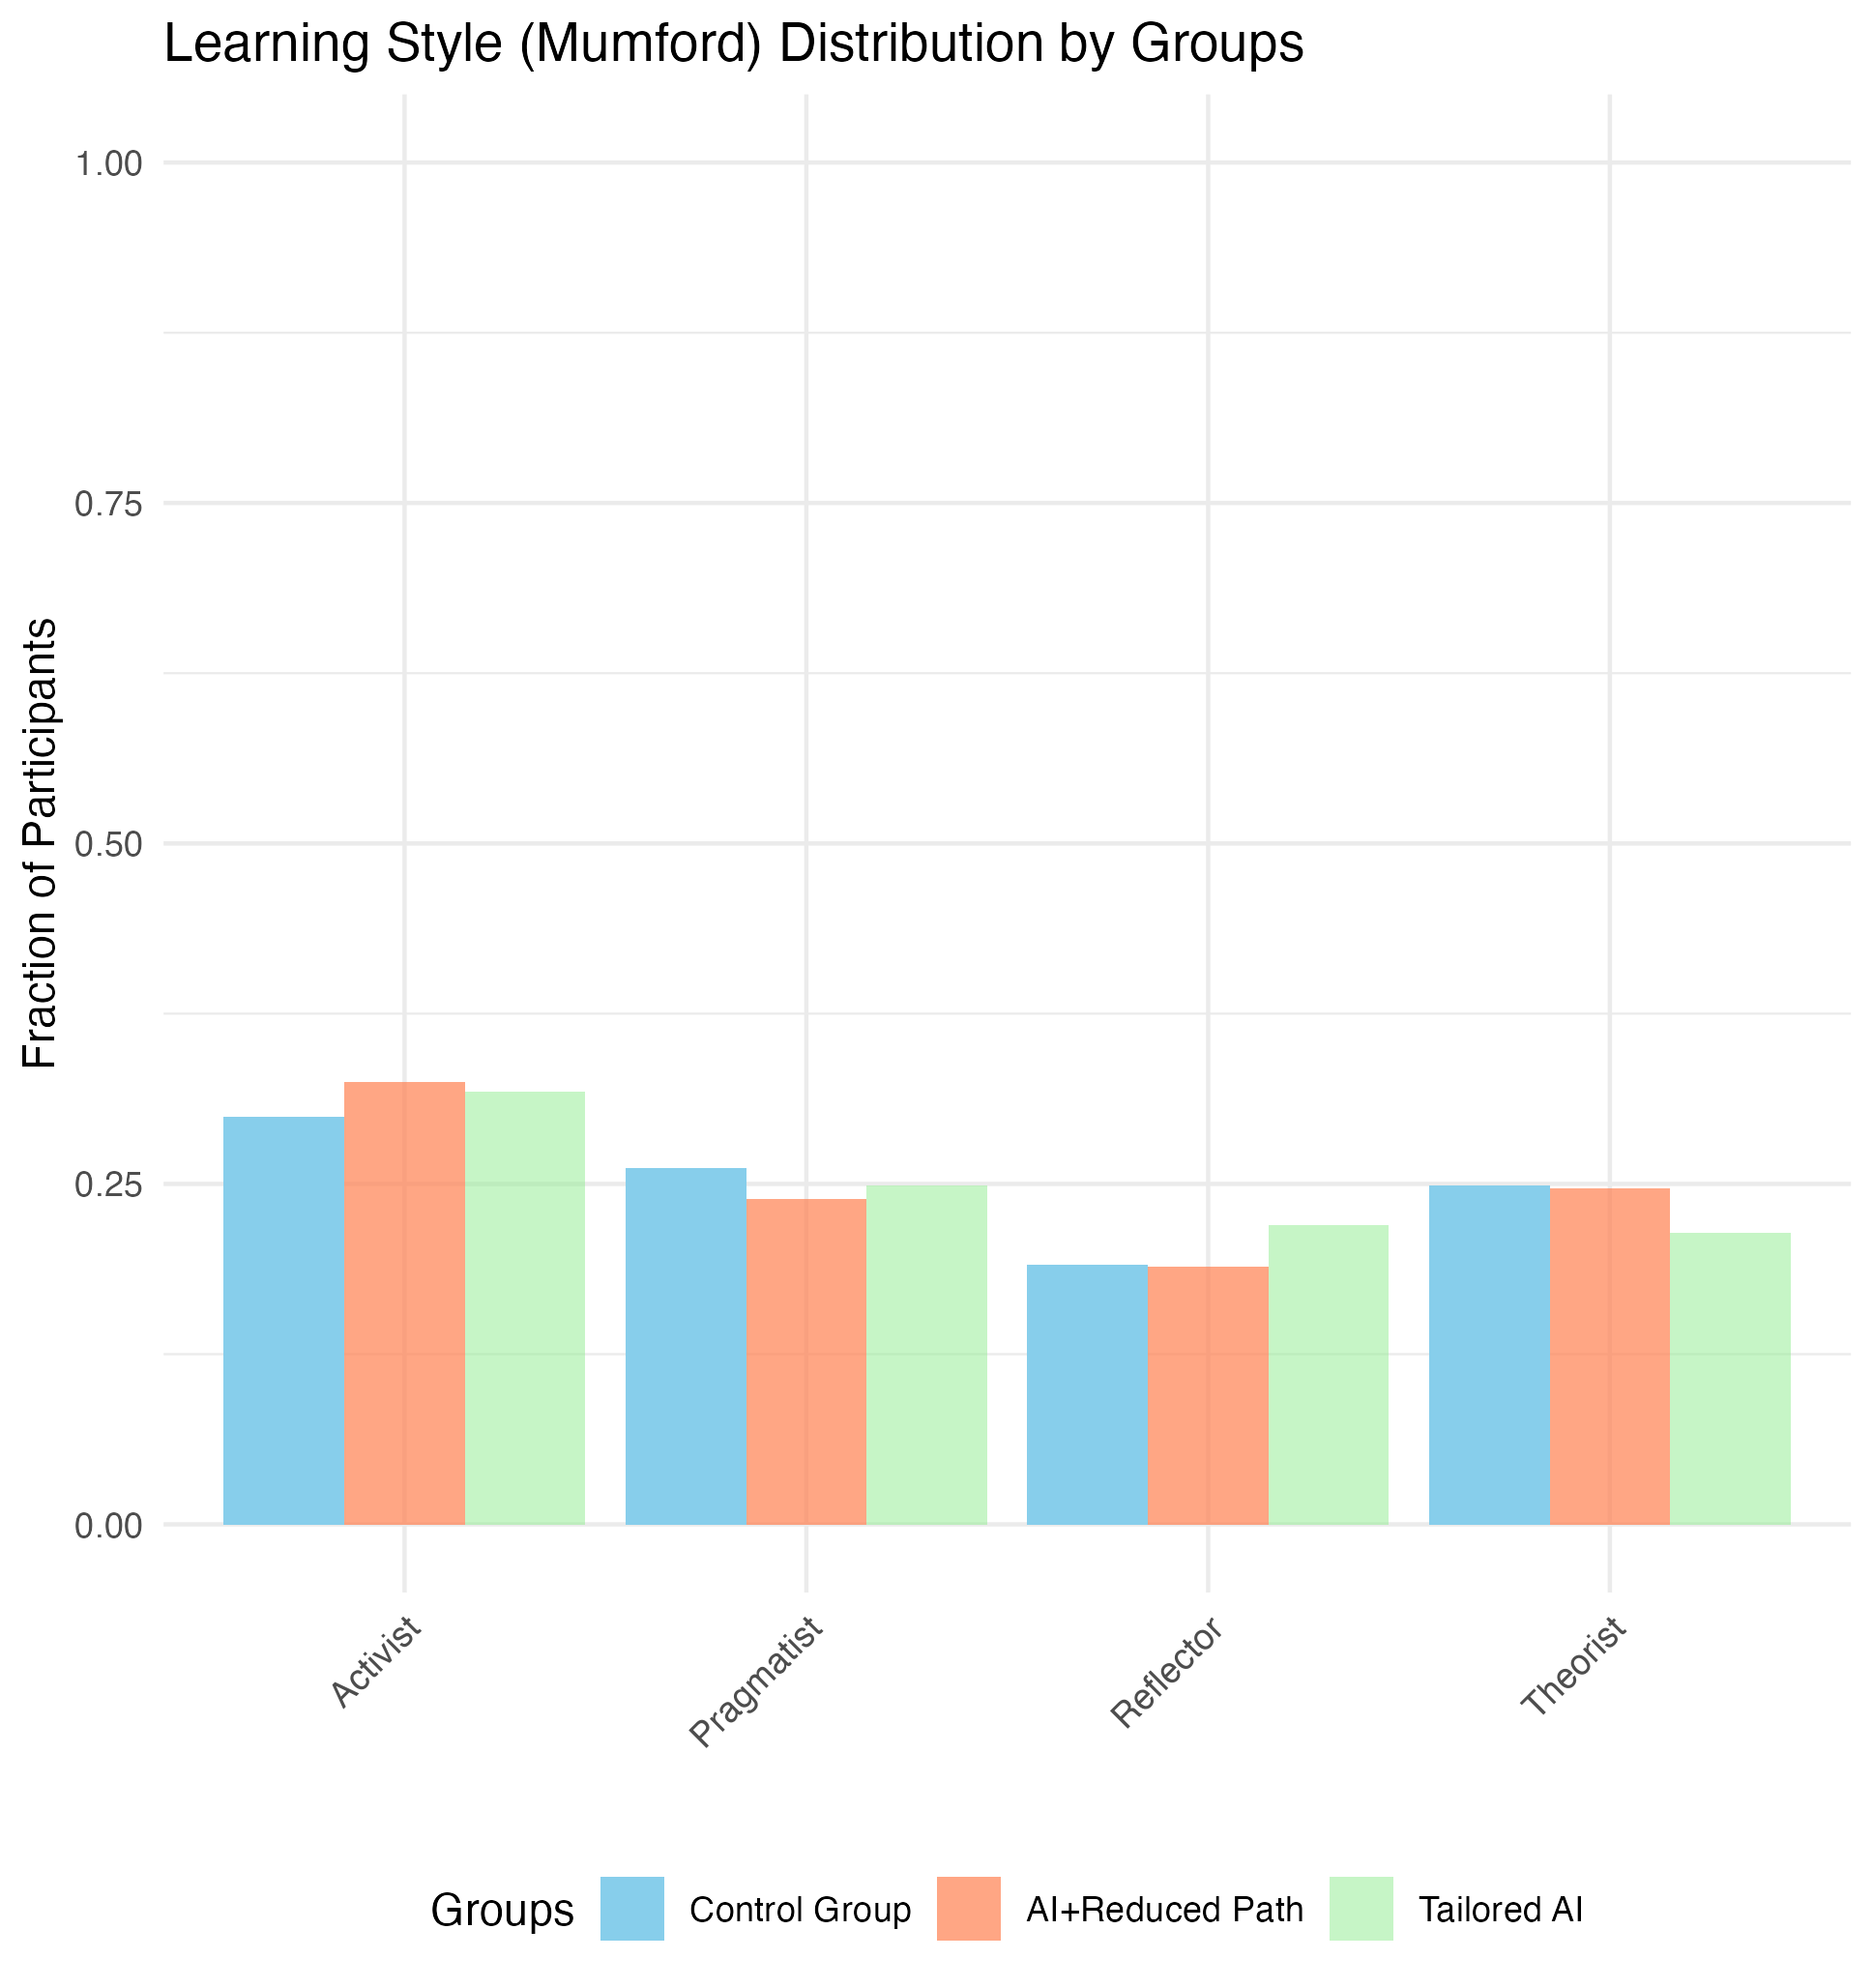 Learning Style (Mumford) Distribution by Groups
Fraction of Participants
1.00
0.75
0.50
0.25
0.00
Activist
Pragmatist
Reflector
Theorist
Groups Control Group AI+Reduced Path Tailored AI